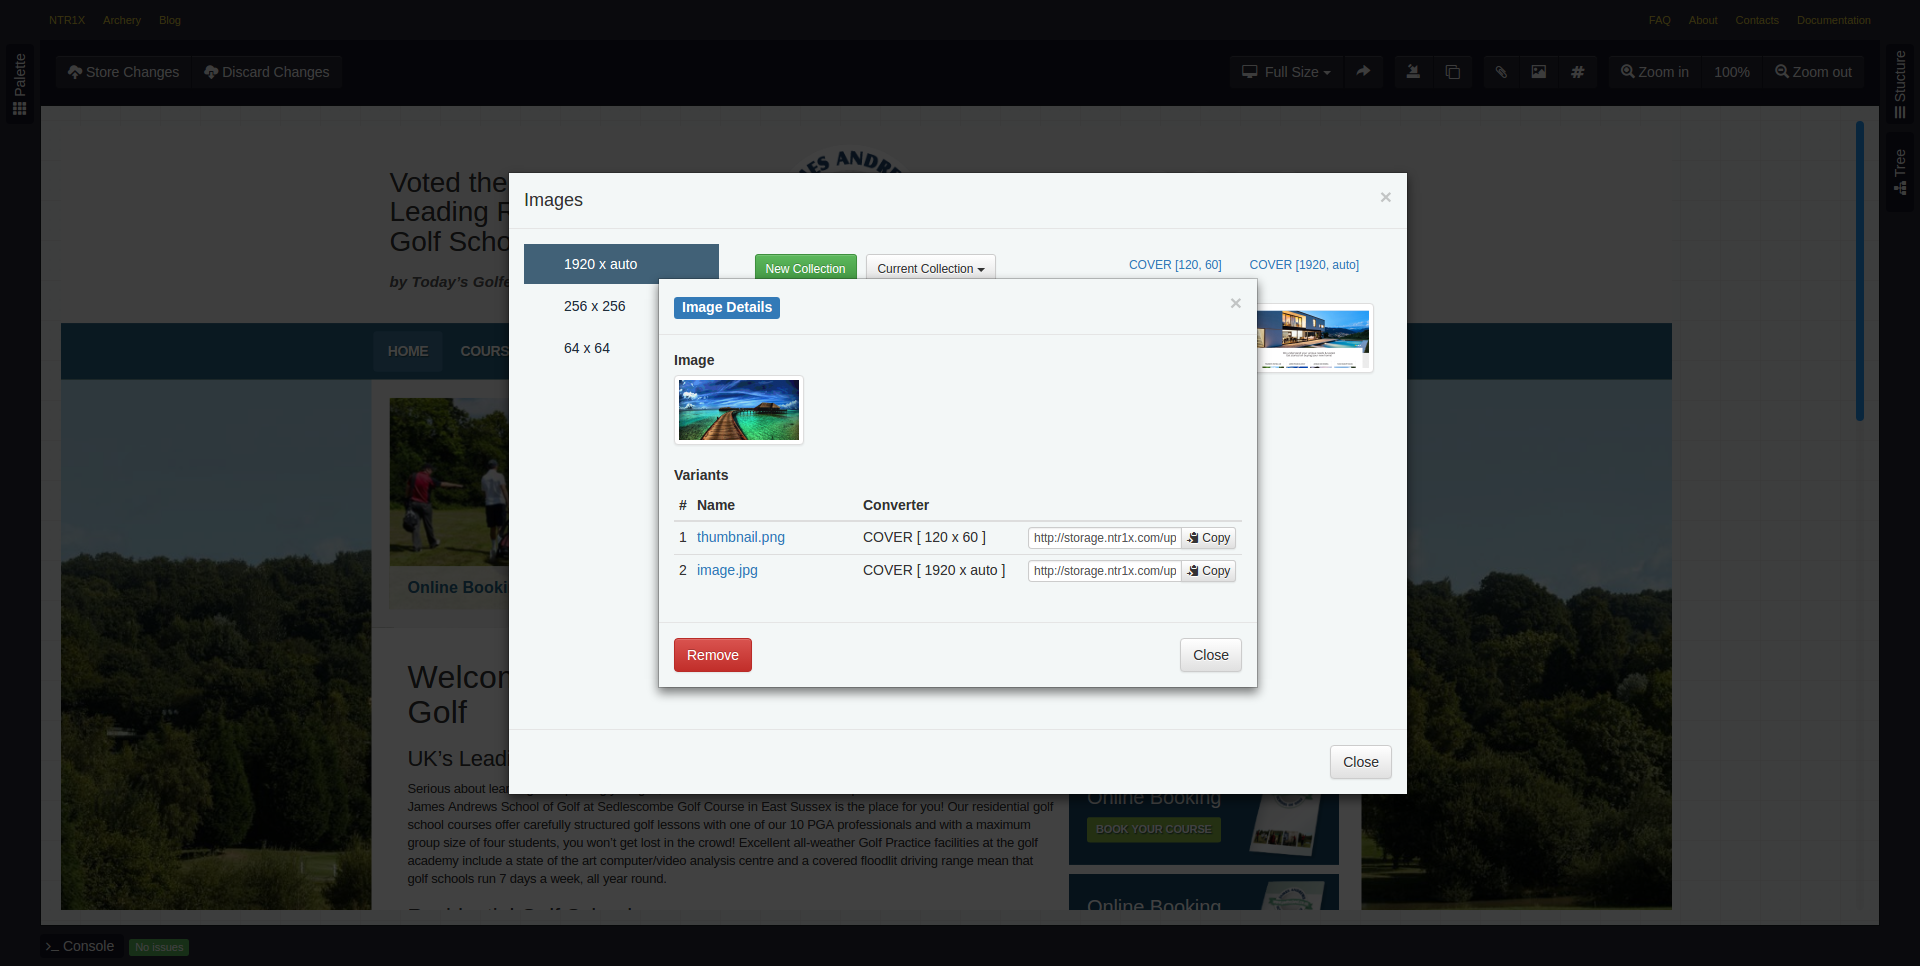 NTR1X Archery Blog
FAQ About Contacts Documentation
Palette
Store Changes Discard Changes
Full Size
Zoom in 100% Zoom out
Stucture
Tree
Voted the
Leading R
Golf Scho
by Today's Golfe
HOME COURS
Online Booki
Welcom
Golf
UK's Leadi
Images
×
1920 x auto
256 x 256
64 x 64
New Collection
Current Collection
COVER [120, 60] COVER [1920, auto]
Image Details
×
Image
Variants
# Name Converter
1 thumbnail.png COVER [ 120 x 60 ] http://storage.ntr1x.com/up Copy
2 image.jpg COVER [ 1920 x auto ] http://storage.ntr1x.com/up Copy
Remove
Close
Close
Serious about
James Andrews School of Golf at Sedlescombe Golf Course in East Sussex is the place for you! Our residential golf
school courses offer carefully structured golf lessons with one of our 10 PGA professionals and with a maximum
group size of four students, you won't get lost in the crowd! Excellent all-weather Golf Practice facilities at the golf
academy include a state of the art computer/video analysis centre and a covered floodlit driving range mean that
golf schools run 7 days a week, all year round.
Online Booking
BOOK YOUR COURSE
Online Booking
Console No issues